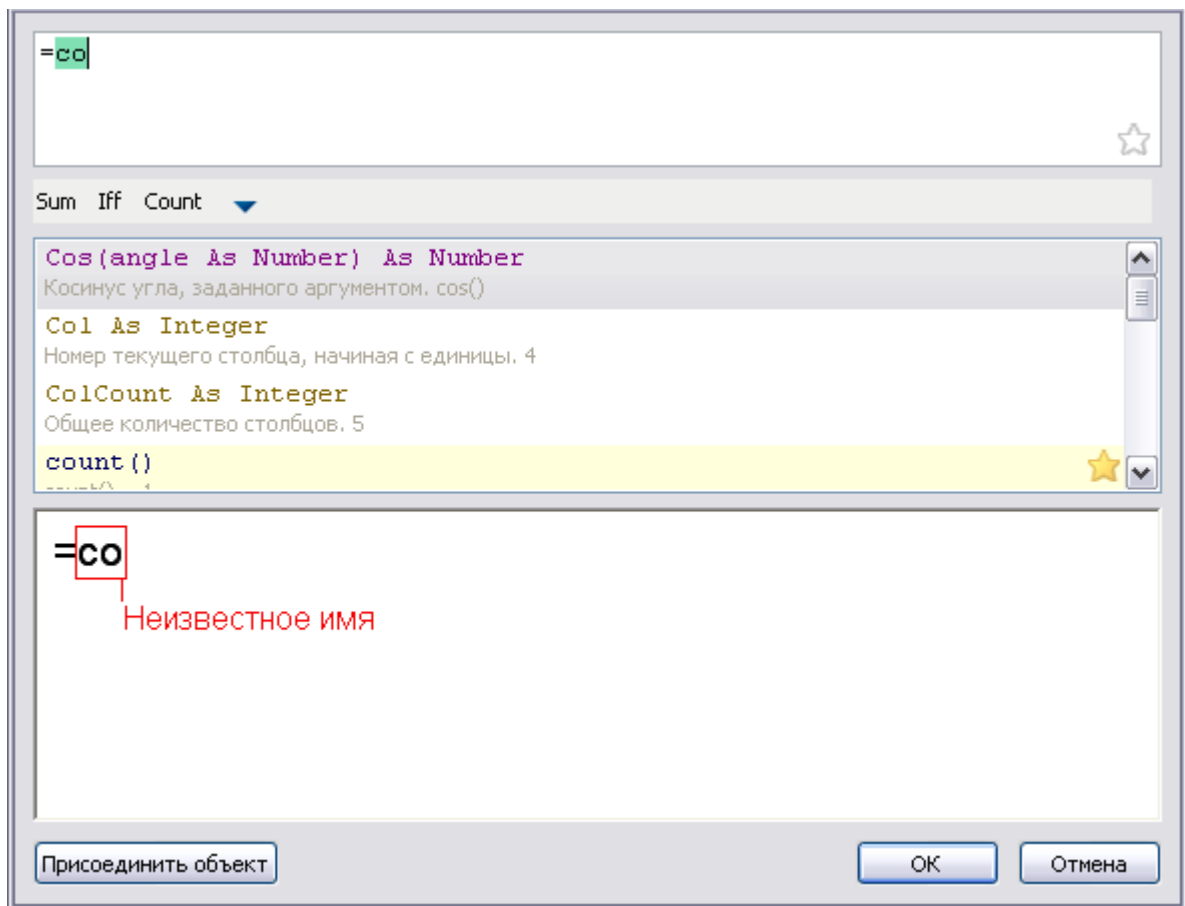 =co
Sum Iff Count
Cos(angle As Number) As Number
Косинус угла, заданного аргументом. cos()
Col As Integer
Номер текущего столбца, начиная с единицы. 4
ColCount As Integer
Общее количество столбцов. 5
count()
=co
Неизвестное имя
Присоединить объект ОК Отмена